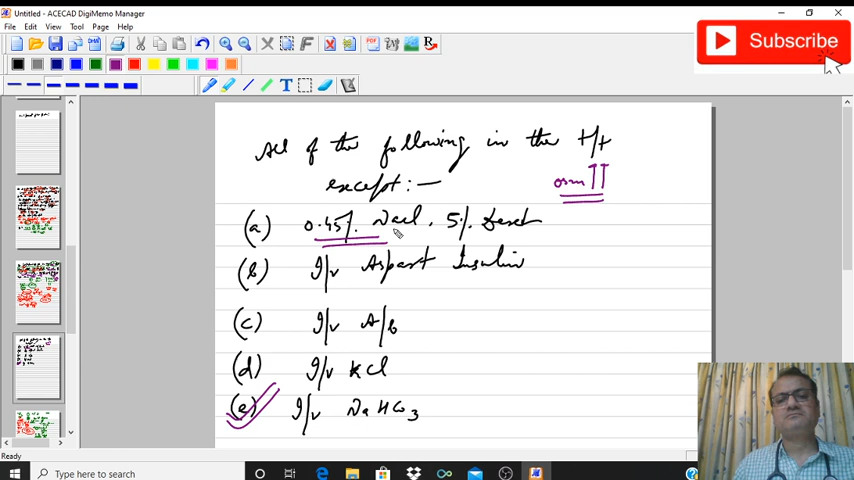 Untitled - ACECAD DigiMemo Manager
File Edit View Tool Page Help
Subscribe
All of the following in the t/t
except :-
osm ↑↑
(a) 0.45%. Nacl, 5%. Dext
(b) I/v Aspart Insulin
(c) I/v A/b
(d) I/v KCl
(e) I/v NaHCO3
Ready
Type here to search